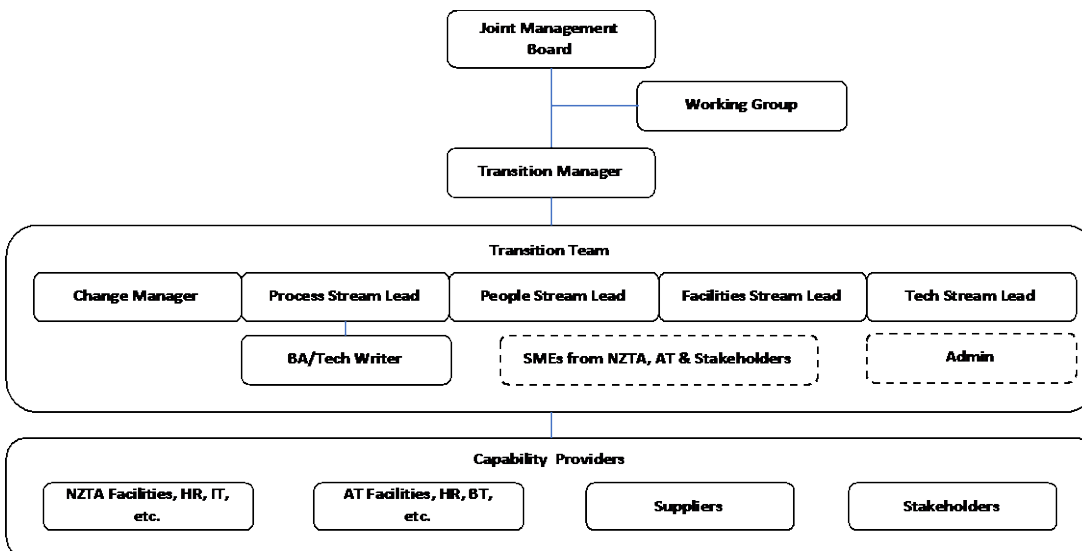 Joint Management
Board
Working Group
Transition Manager
Transition Team
Change Manager
Process Stream Lead
People Stream Lead
Facilities Stream Lead
Tech Stream Lead
BA/Tech Writer
SMEs from NZTA, AT & Stakeholders
Admin
Capability Providers
NZTA Facilities, HR, IT,
etc.
AT Facilities, HR, BT,
etc.
Suppliers
Stakeholders